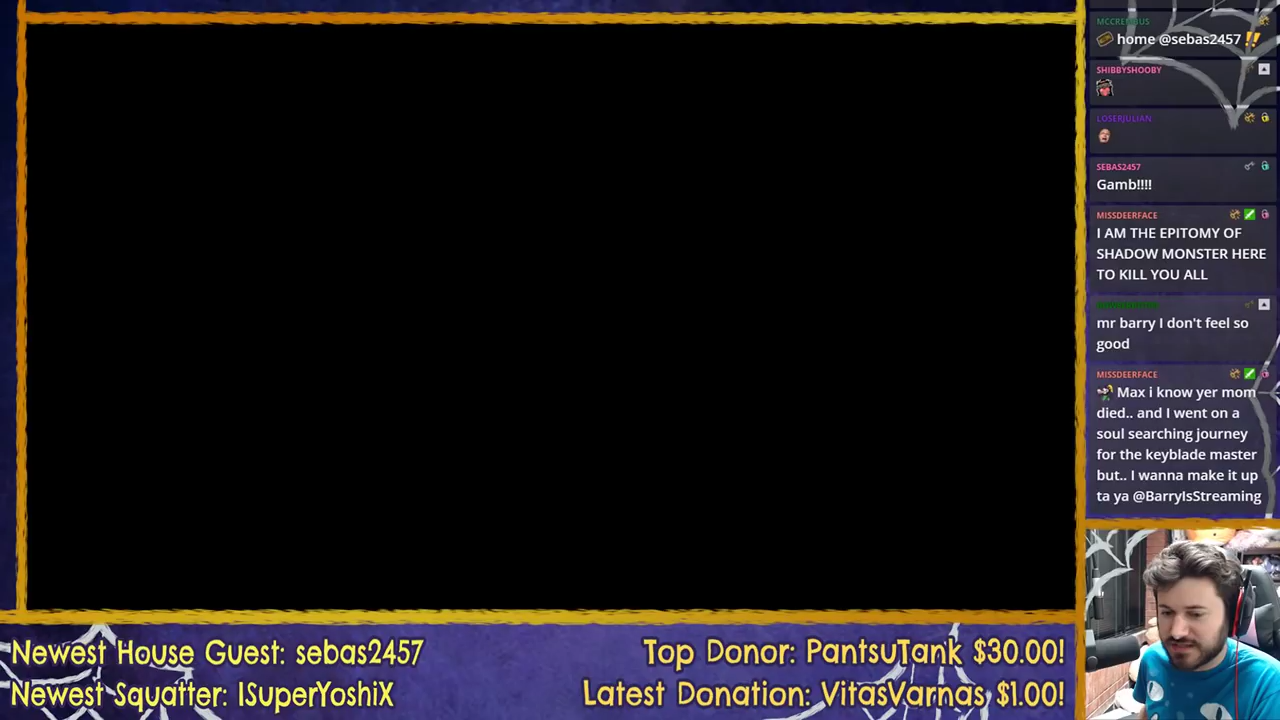 MCCREMBUS
home @sebas2457 ‼
SHIBBYSHOOBY
LOSERJULIAN
SEBAS2457
Gamb!!!!
MISSDEERFACE
I AM THE EPITOMY OF
SHADOW MONSTER HERE
TO KILL YOU ALL
mr barry I don't feel so
good
MISSDEERFACE
Max i know yer mom
died.. and I went on a
soul searching journey
for the keyblade master
but.. I wanna make it up
ta ya @BarryIsStreaming
Newest House Guest: sebas2457
Newest Squatter: ISuperYoshiX
Top Donor: PantsuTank $30.00!
Latest Donation: VitasVarnas $1.00!